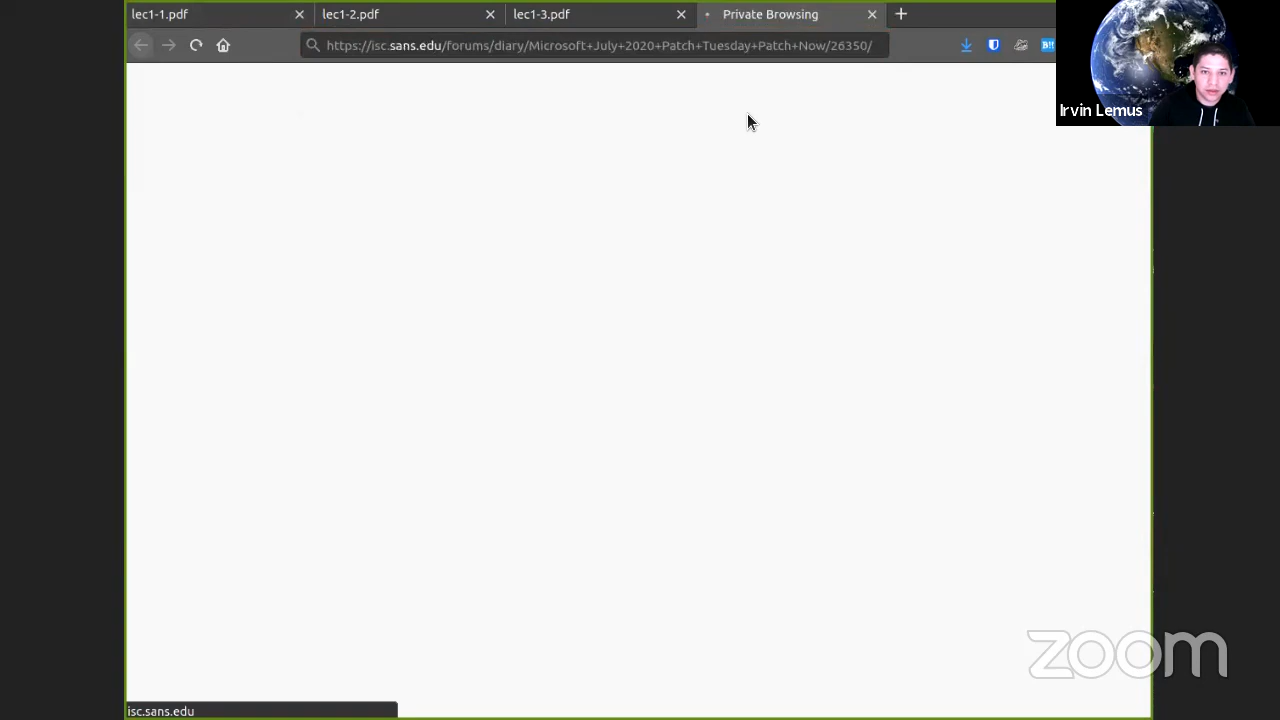 lec1-1.pdf
lec1-2.pdf
lec1-3.pdf
Private Browsing
https://isc.sans.edu/forums/diary/Microsoft+July+2020+Patch+Tuesday+Patch+Now/26350/
B!!
Irvin Lemus
isc.sans.edu
zoom